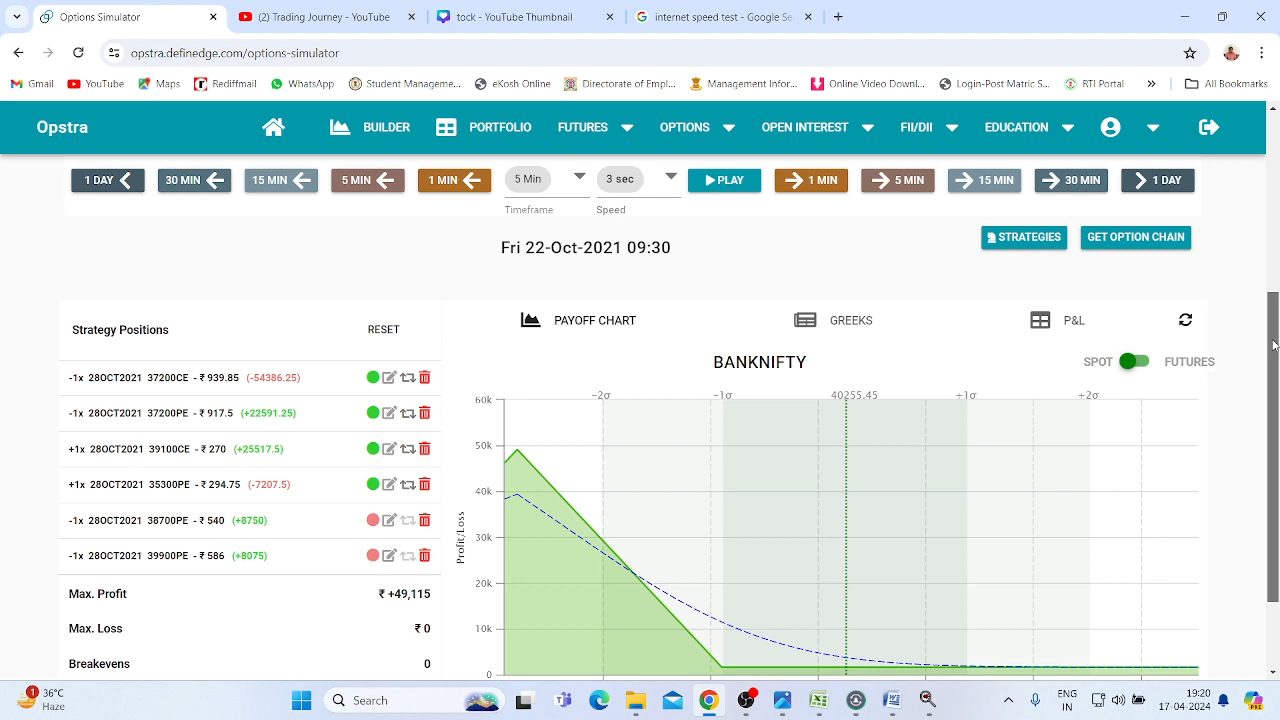 Options Simulator
(2) Trading Journey - YouTube
tock - YouTube Thumbnail
internet speed test - Google Se
opstra.definedge.com/options-simulator
Gmail YouTube Maps Rediffmail WhatsApp Student Manageme... eKosh Online Directorate of Empl... Management Infor... Online Video Downl... Login-Post Matric S... RTI Portal » All Bookmarks
Opstra BUILDER PORTFOLIO FUTURES OPTIONS OPEN INTEREST FII/DII EDUCATION
1 DAY 30 MIN 15 MIN 5 MIN 1 MIN 5 Min 3 sec PLAY 1 MIN 5 MIN 15 MIN 30 MIN 1 DAY
Timeframe Speed
Fri 22-Oct-2021 09:30 STRATEGIES GET OPTION CHAIN
Strategy Positions RESET
PAYOFF CHART GREEKS P&L
BANKNIFTY SPOT FUTURES
-1x 28OCT2021 37200CE - ₹ 939.85 (-54386.25)
-1x 28OCT2021 37200PE - ₹ 917.5 (+22591.25)
+1x 28OCT2021 39100CE - ₹ 270 (+25517.5)
+1x 28OCT2021 35300PE - ₹ 294.75 (-7207.5)
-1x 28OCT2021 38700PE - ₹ 540 (+8750)
-1x 28OCT2021 39900PE - ₹ 586 (+8075)
Max. Profit ₹ +49,115
Max. Loss ₹ 0
Breakevens 0
-2σ -1σ 40255.45 +1σ +2σ
60k
50k
40k
30k
20k
10k
0
Profit/Loss
1
36°C
Haze
Search
ENG
IN
19:20
17-04-2024